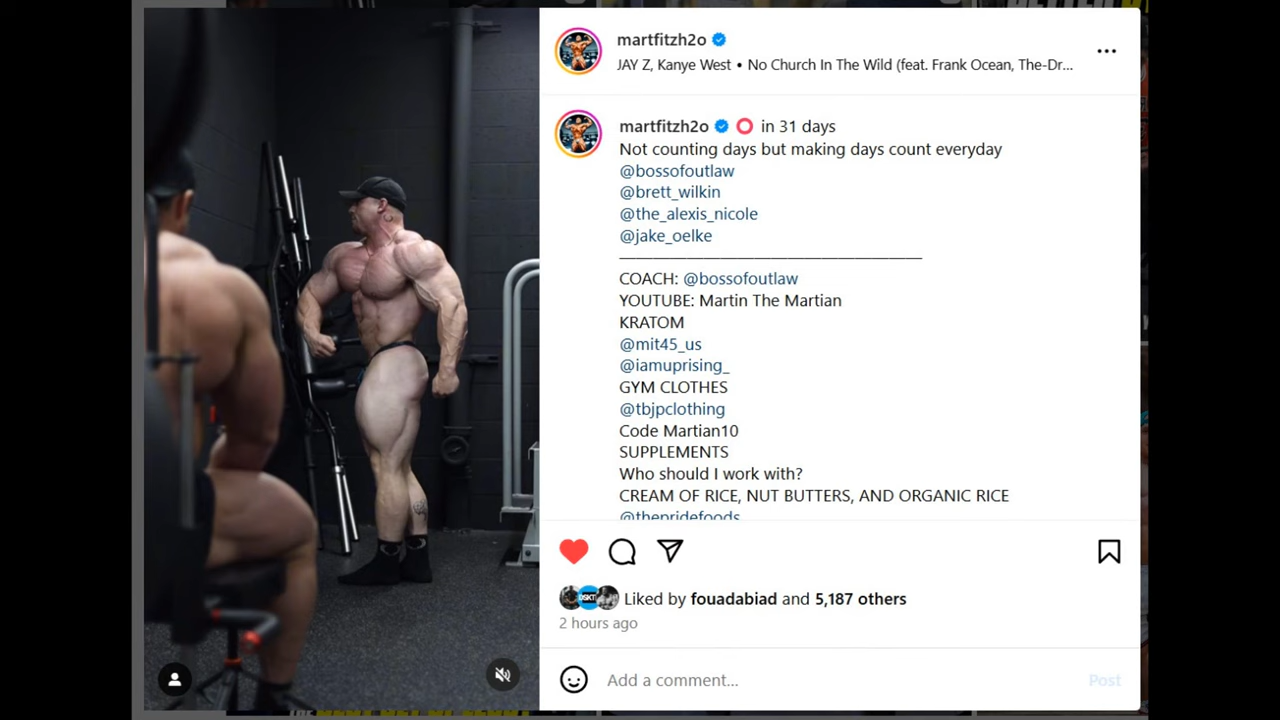 martfitzh2o
JAY Z, Kanye West • No Church In The Wild (feat. Frank Ocean, The-Dr...
martfitzh2o ⭕ in 31 days
Not counting days but making days count everyday
@bossofoutlaw
@brett_wilkin
@the_alexis_nicole
@jake_oelke
COACH: @bossofoutlaw
YOUTUBE: Martin The Martian
KRATOM
@mit45_us
@iamuprising_
GYM CLOTHES
@tbjpclothing
Code Martian10
SUPPLEMENTS
Who should I work with?
CREAM OF RICE, NUT BUTTERS, AND ORGANIC RICE
@thepridefoods
Liked by fouadabiad and 5,187 others
2 hours ago
Add a comment...
Post